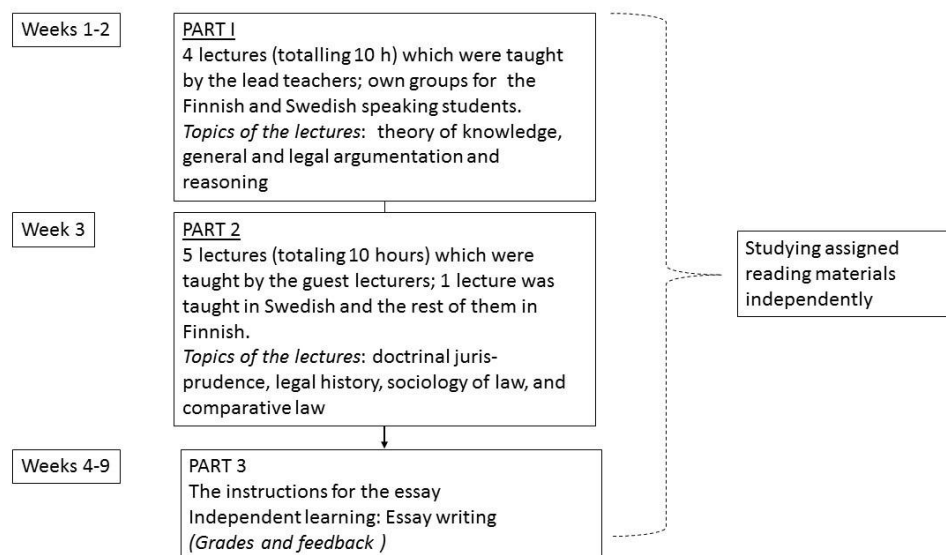 Weeks 1-2
PART I
4 lectures (totalling 10 h) which were taught
by the lead teachers; own groups for the
Finnish and Swedish speaking students.
Topics of the lectures: theory of knowledge,
general and legal argumentation and
reasoning
Week 3
PART 2
5 lectures (totaling 10 hours) which were
taught by the guest lecturers; 1 lecture was
taught in Swedish and the rest of them in
Finnish.
Topics of the lectures: doctrinal juris-
prudence, legal history, sociology of law, and
comparative law
Studying assigned
reading materials
independently
Weeks 4-9
PART 3
The instructions for the essay
Independent learning: Essay writing
(Grades and feedback )